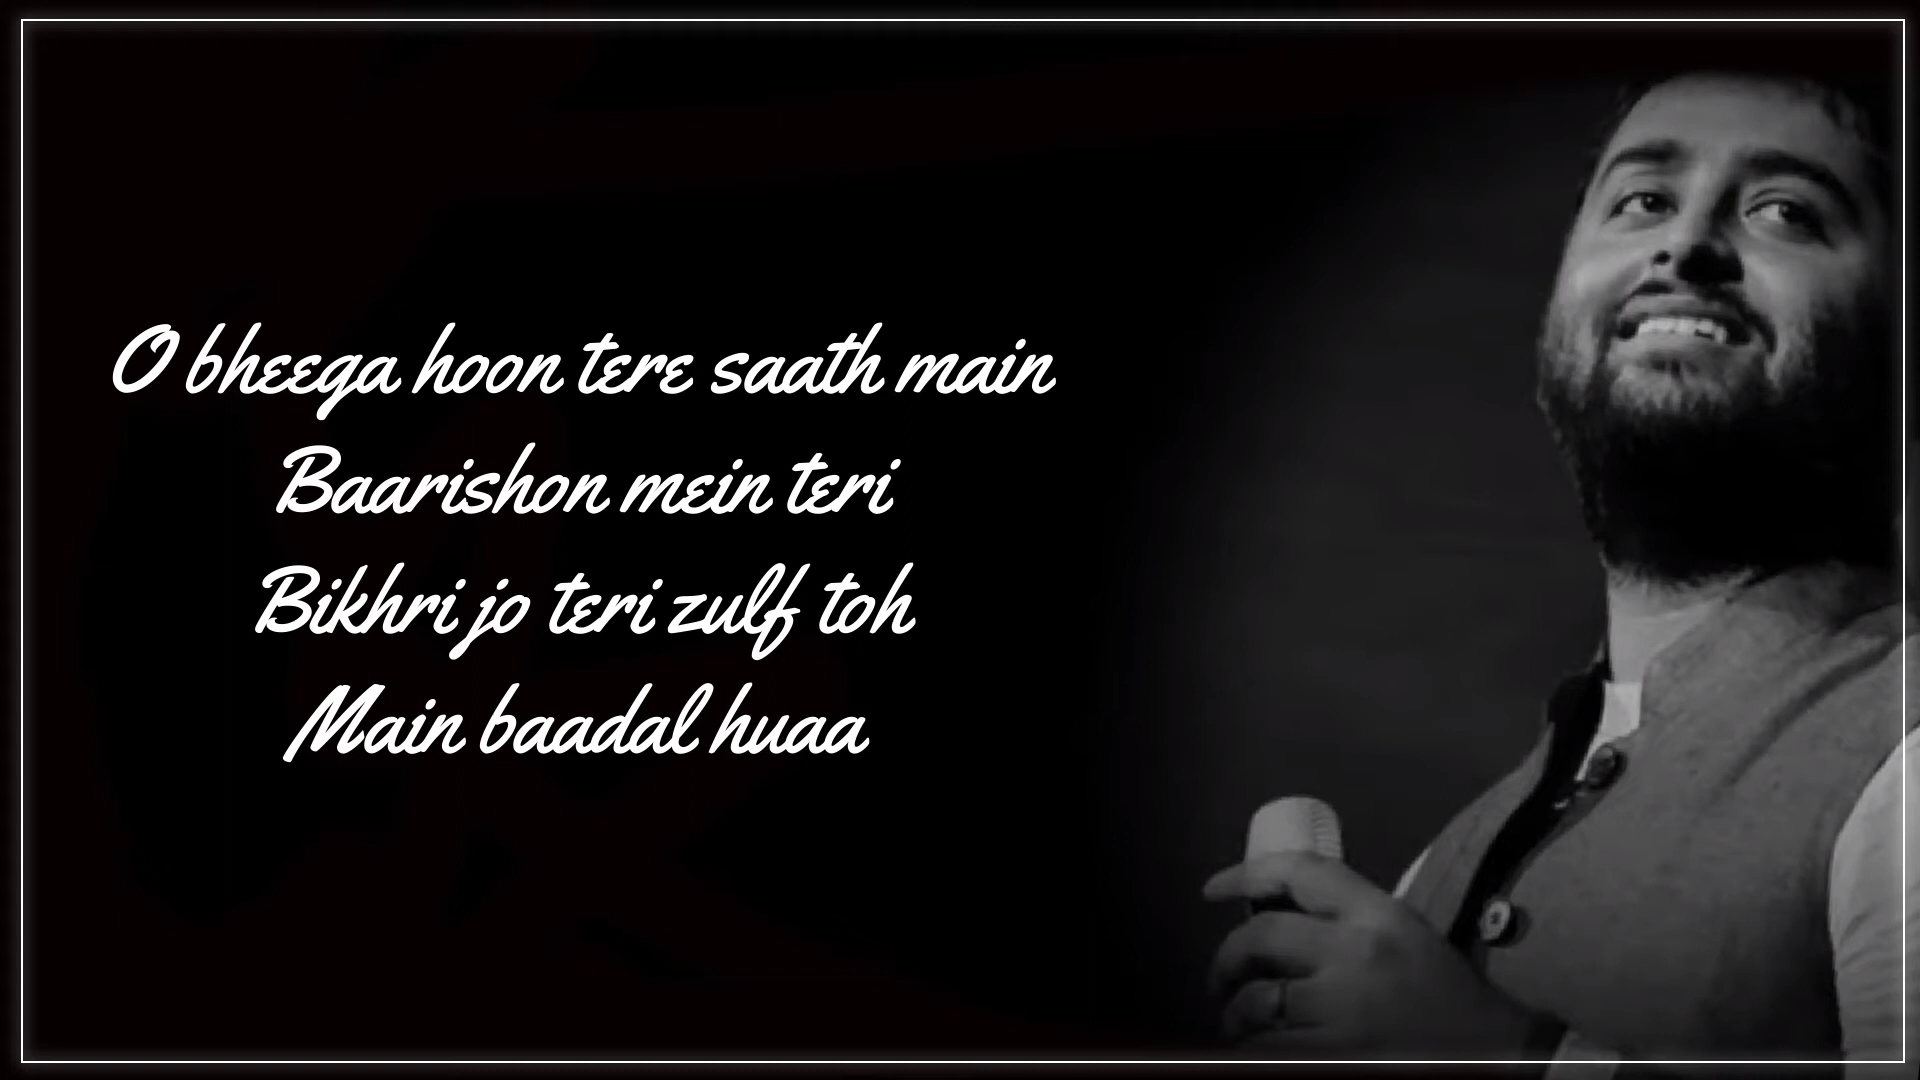 O bheega hoon tere saath main
Baarishon mein teri
Bikhri jo teri zulf toh
Main baadal huaa